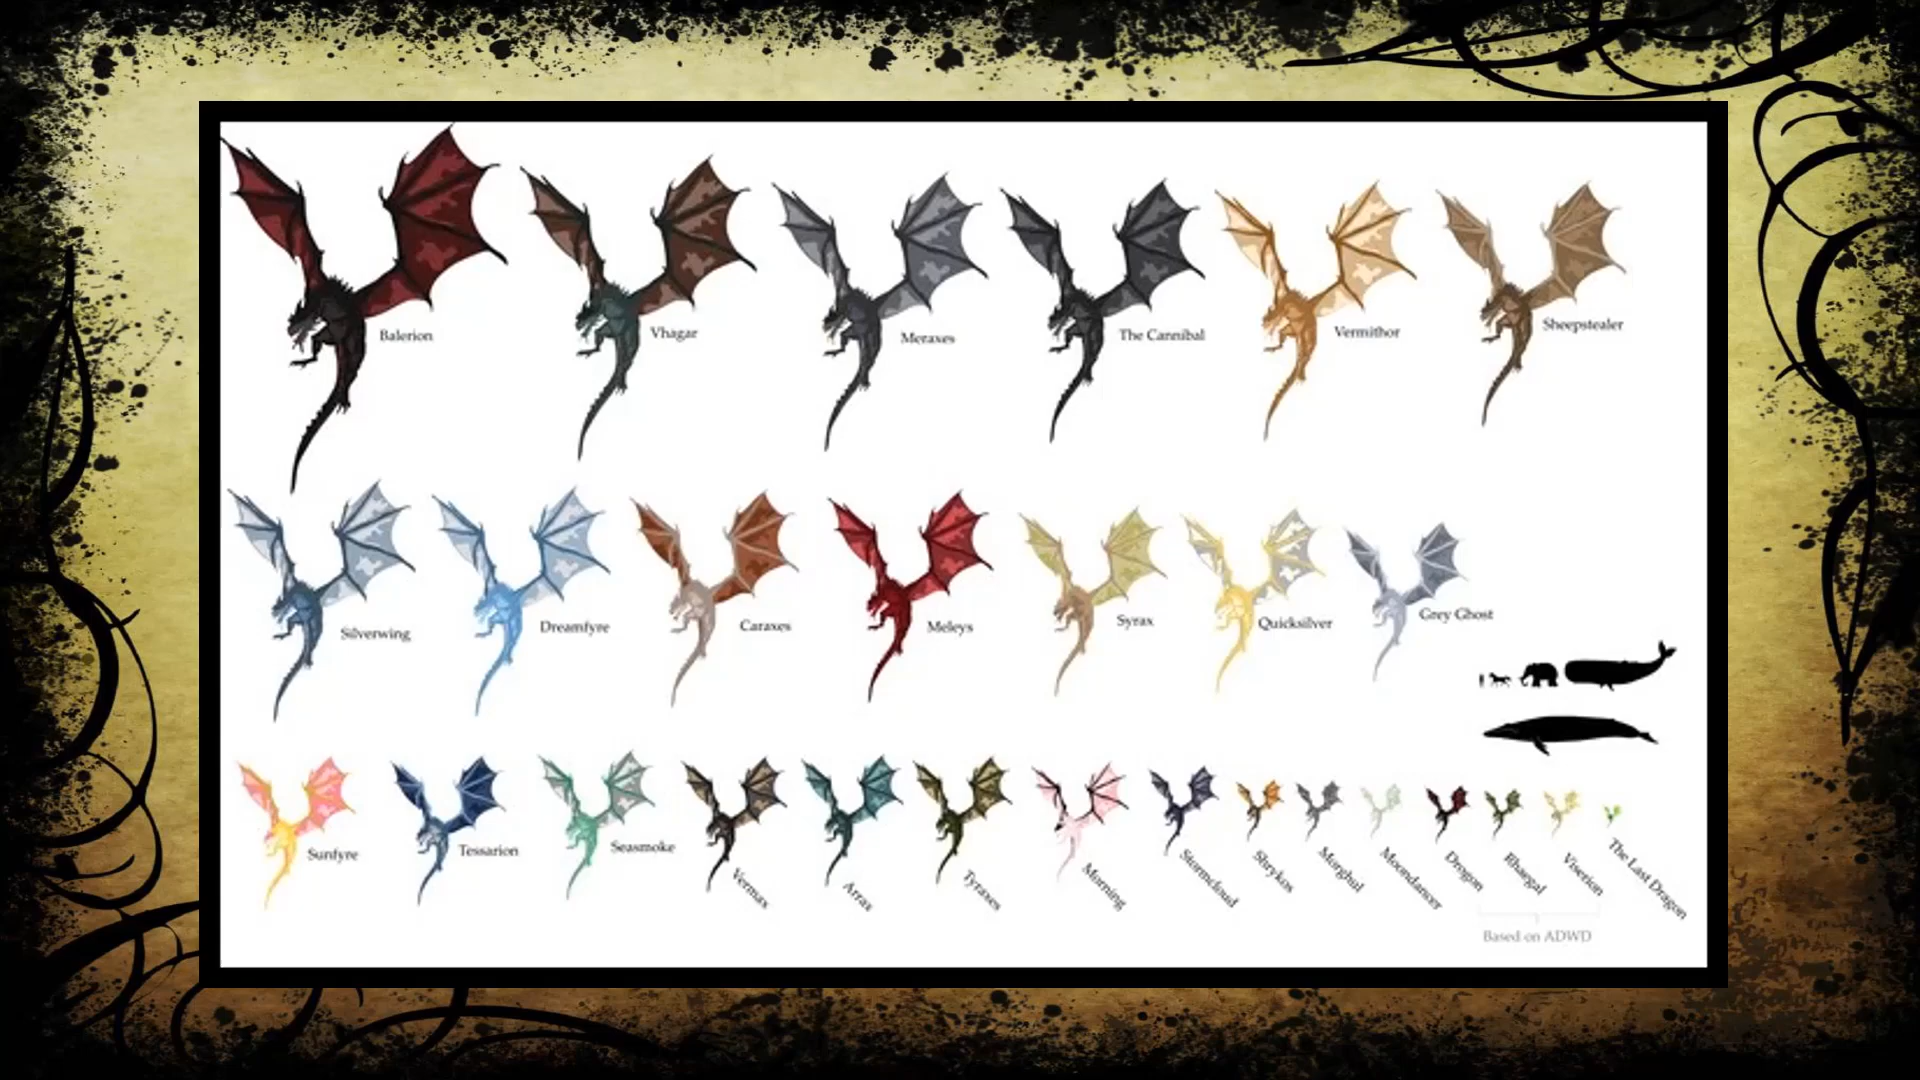 Balerion
Vhagar
Meraxes
The Cannibal
Vermithor
Sheepstealer
Silverwing
Dreamfyre
Caraxes
Meleys
Syrax
Quicksilver
Grey Ghost
Sunfyre
Tessarion
Seasmoke
Vermax
Arrax
Tyraxes
Morning
Stormcloud
Shrykos
Morghul
Moondancer
Drogon
Rhaegal
Viserion
The Last Dragon
Based on ADWD